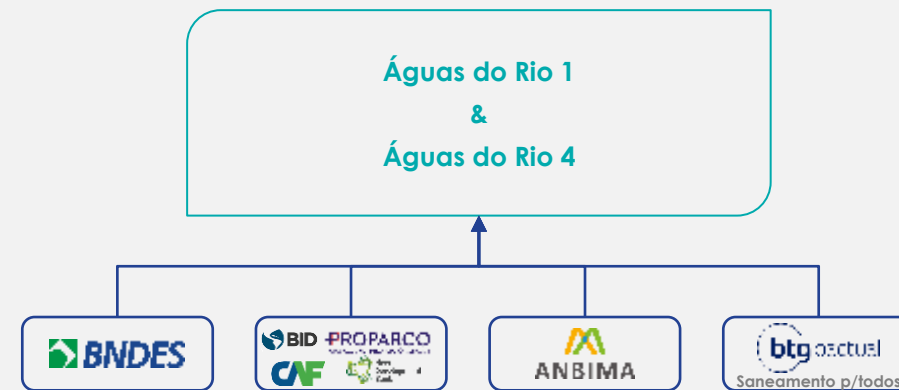 Águas do Rio 1
&
Águas do Rio 4
BNDES
BID PROPARCO
CAF
ANBIMA
btg pactual
Saneamento p/todos